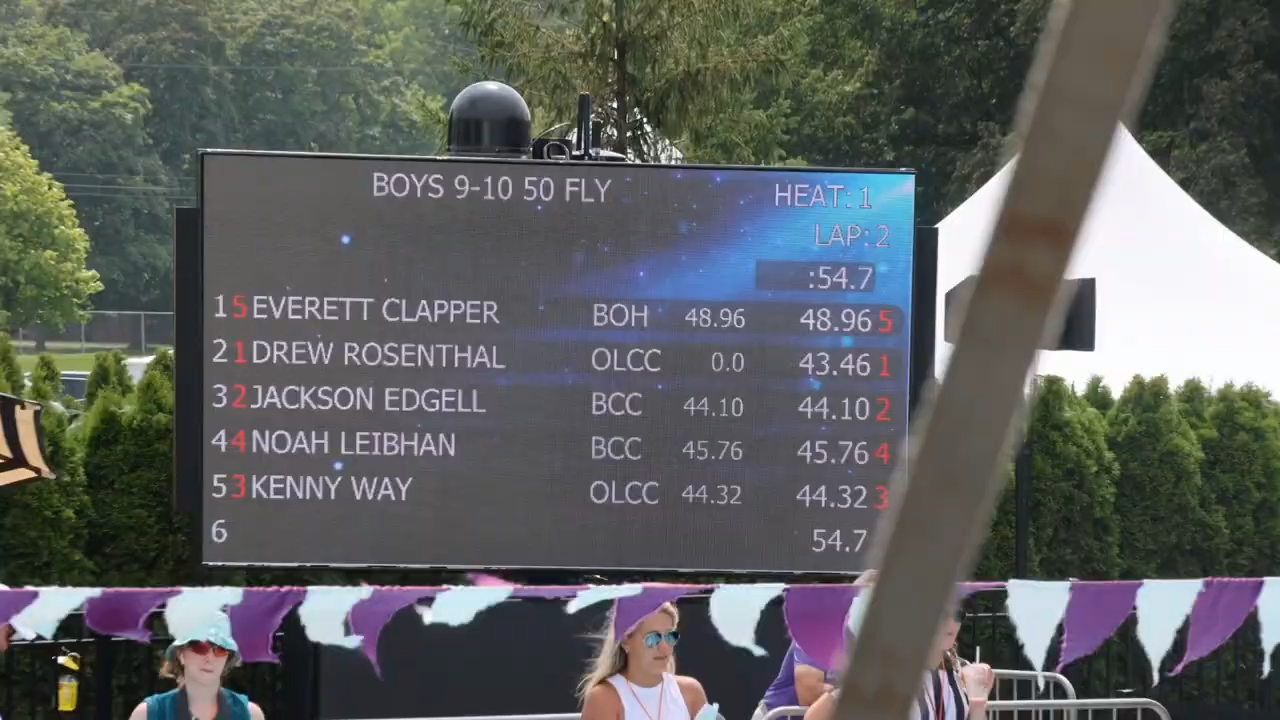 BOYS 9-10 50 FLY HEAT: 1
LAP: 2
:54.7
1 5 EVERETT CLAPPER BOH 48.96 48.96 5
2 1 DREW ROSENTHAL OLCC 0.0 43.46 1
3 2 JACKSON EDGELL BCC 44.10 44.10 2
4 4 NOAH LEIBHAN BCC 45.76 45.76 4
5 3 KENNY WAY OLCC 44.32 44.32 3
6 54.7